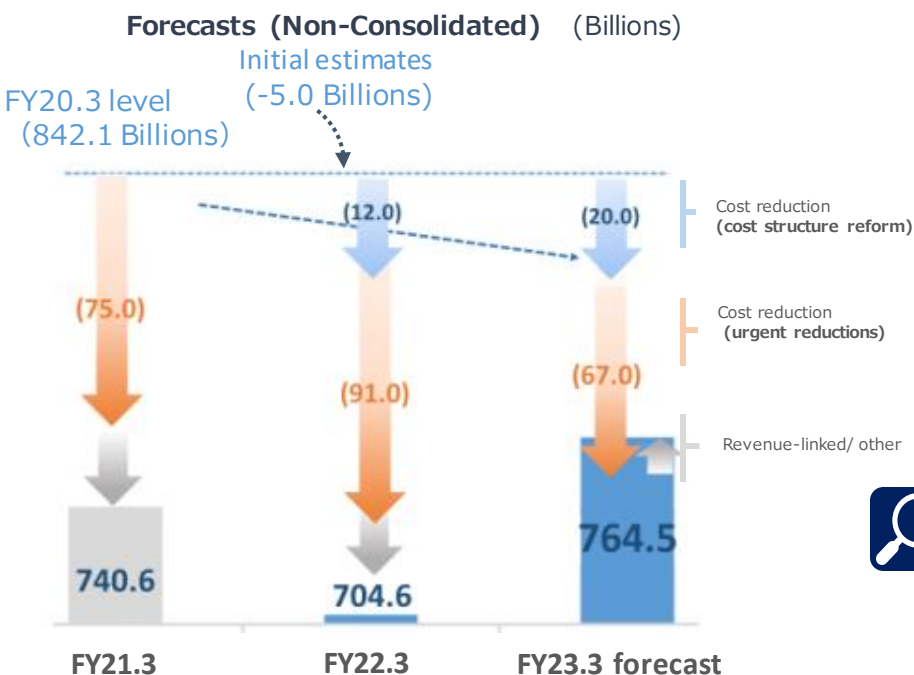 Forecasts (Non-Consolidated) (Billions)
Initial estimates
(-5.0 Billions)
FY20.3 level
(842.1 Billions)
(12.0)
(20.0)
Cost reduction
(cost structure reform)
(75.0)
Cost reduction
(urgent reductions)
(91.0)
(67.0)
Revenue-linked/ other
740.6
704.6
764.5
FY21.3
FY22.3
FY23.3 forecast